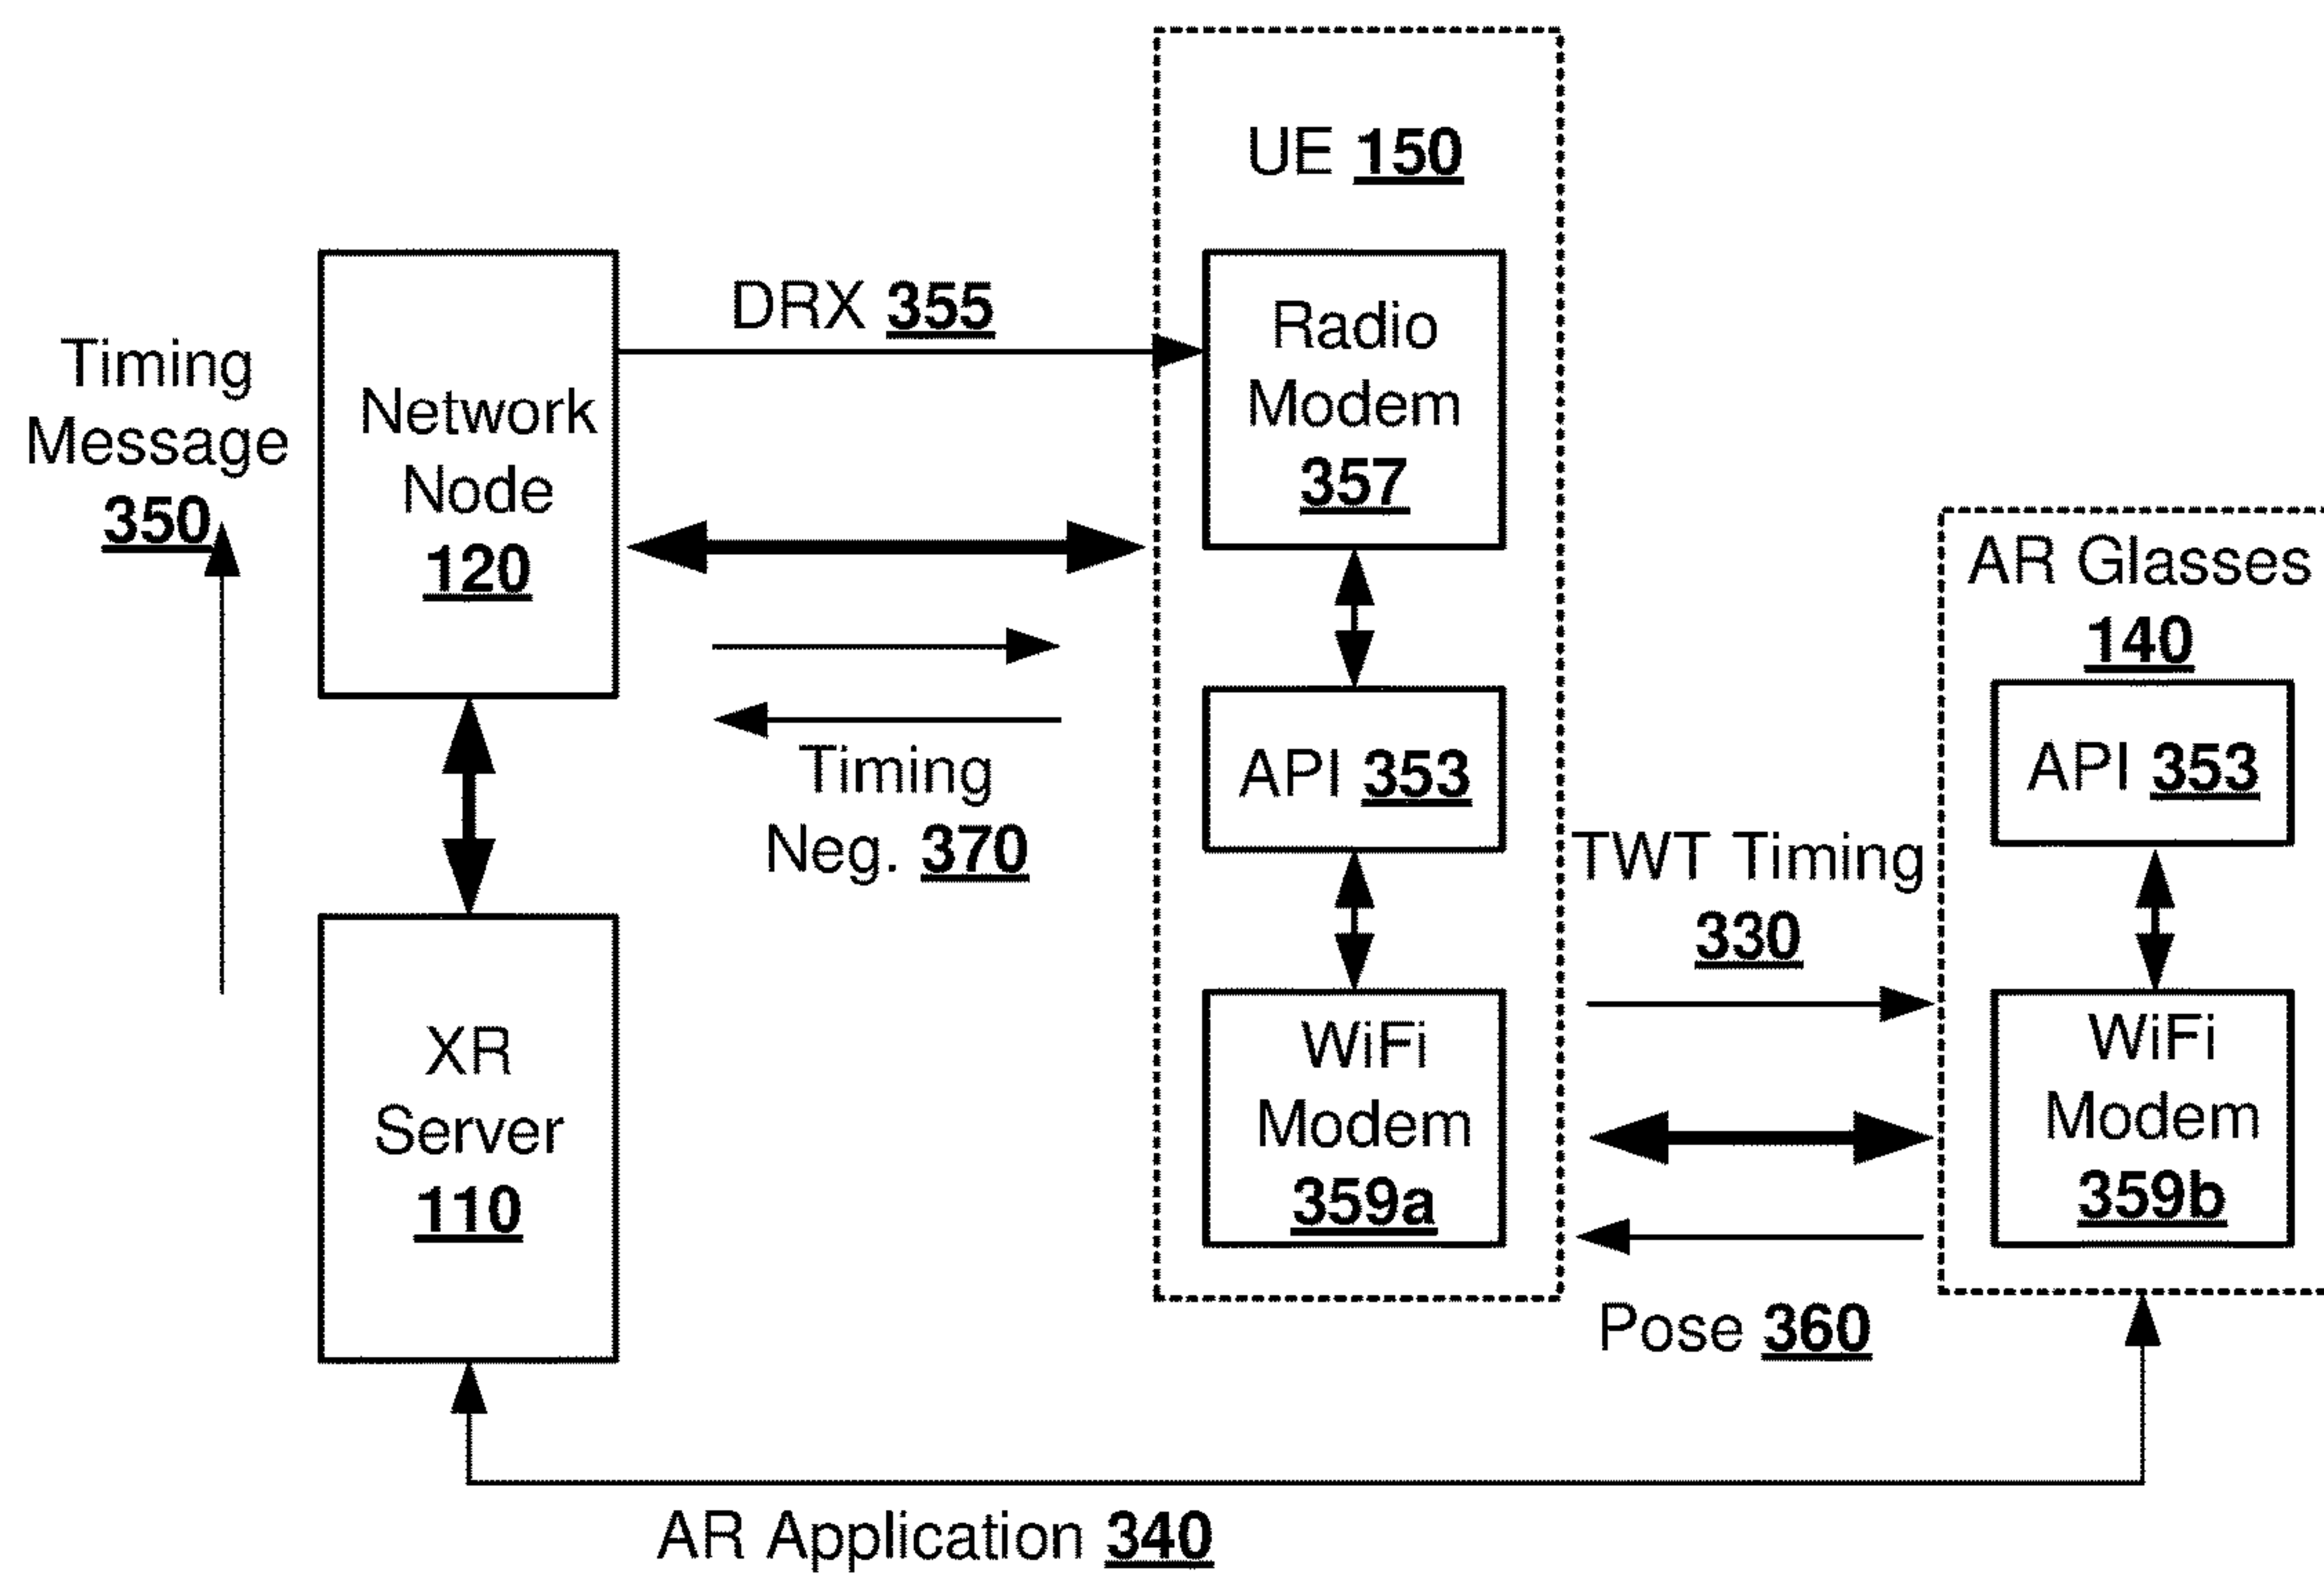 UE 150
DRX 355
Timing
Message
350
Network
Node
120
Radio
Modem
357
Timing
Neg. 370
API 353
AR Glasses
140
API 353
TWT Timing
330
XR
Server
110
WiFi
Modem
359a
WiFi
Modem
359b
Pose 360
AR Application 340